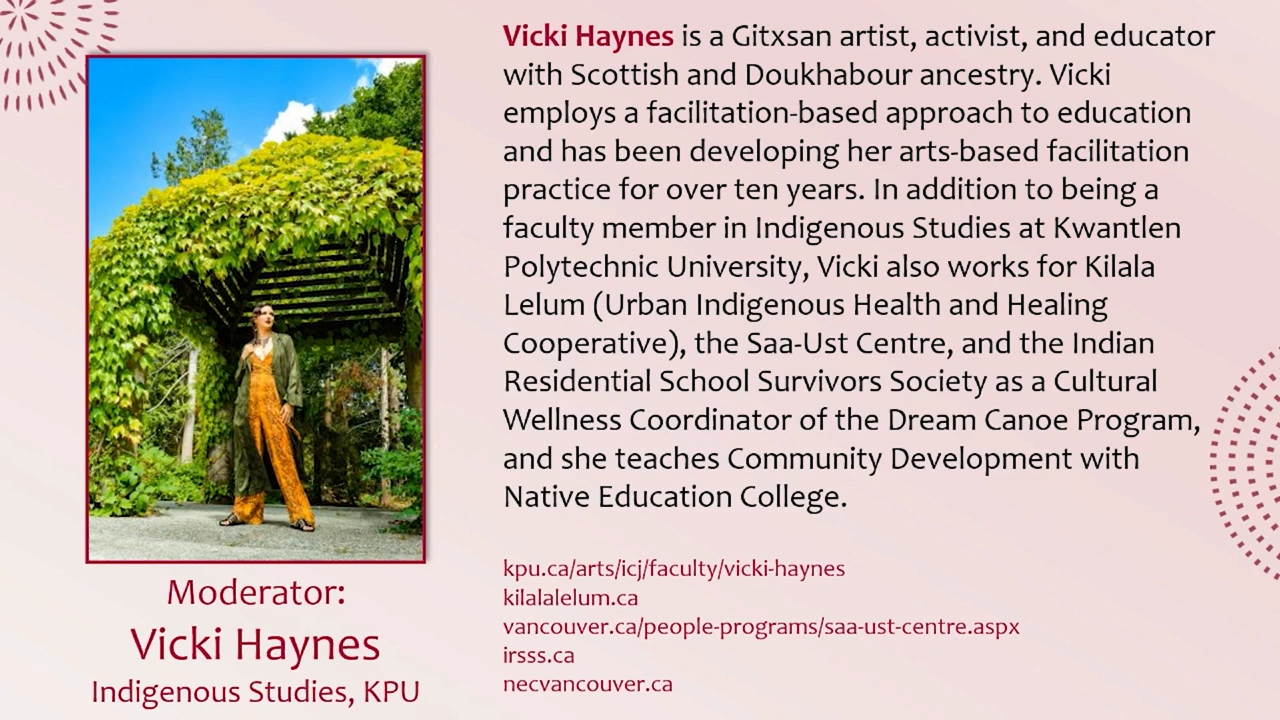 Vicki Haynes is a Gitxsan artist, activist, and educator
with Scottish and Doukhabour ancestry. Vicki
employs a facilitation-based approach to education
and has been developing her arts-based facilitation
practice for over ten years. In addition to being a
faculty member in Indigenous Studies at Kwantlen
Polytechnic University, Vicki also works for Kilala
Lelum (Urban Indigenous Health and Healing
Cooperative), the Saa-Ust Centre, and the Indian
Residential School Survivors Society as a Cultural
Wellness Coordinator of the Dream Canoe Program,
and she teaches Community Development with
Native Education College.
kpu.ca/arts/icj/faculty/vicki-haynes
kilalalelum.ca
vancouver.ca/people-programs/saa-ust-centre.aspx
irsss.ca
necvancouver.ca
Moderator:
Vicki Haynes
Indigenous Studies, KPU